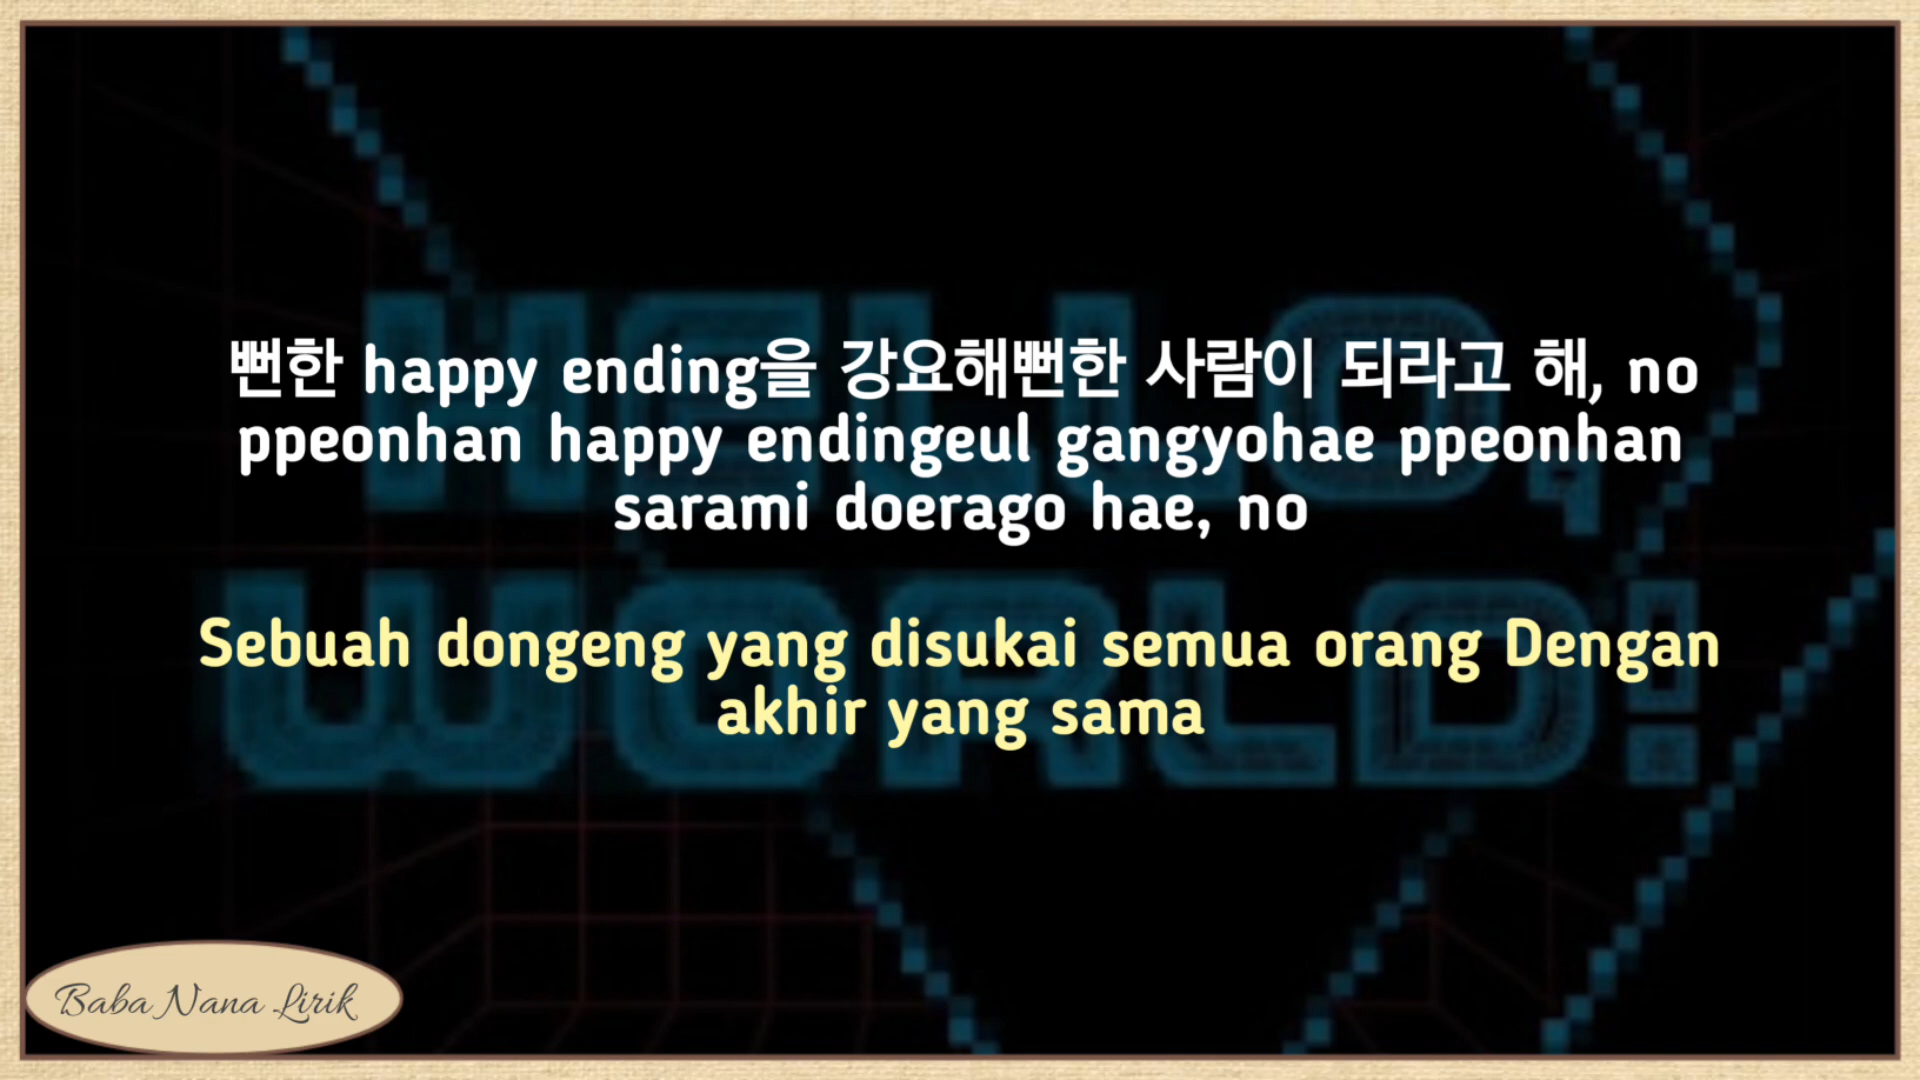 뻔한 happy ending을 강요해뻔한 사람이 되라고 해, no
ppeonhan happy endingeul gangyohae ppeonhan
sarami doerago hae, no
HELLO,
Sebuah dongeng yang disukai semua orang Dengan
akhir yang sama
WORLD!
Baba Nana Lirik